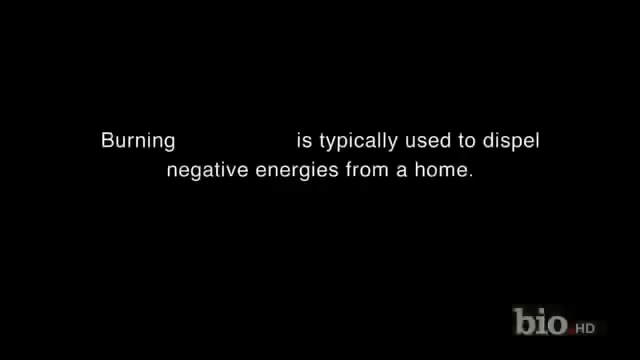 Burning is typically used to dispel
negative energies from a home.
bio.HD